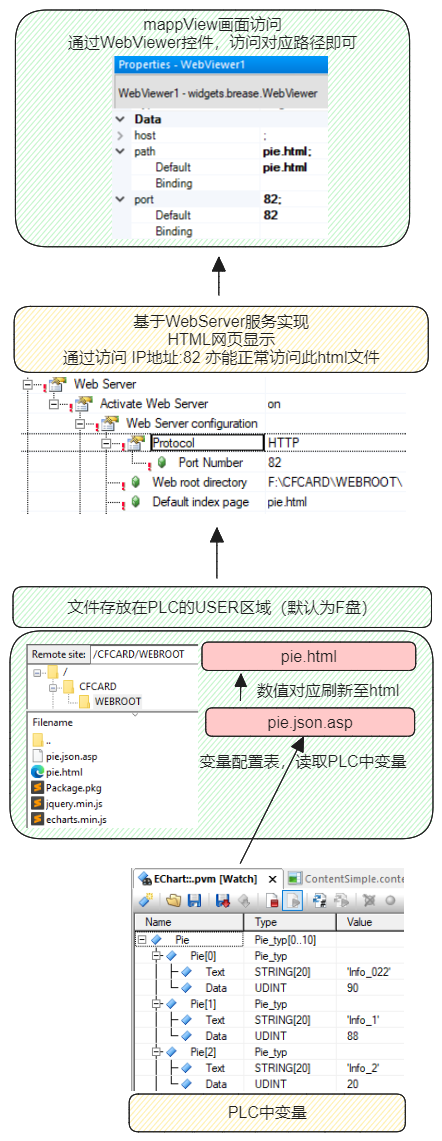 mappView画面访问
通过WebViewer控件，访问对应路径即可
Properties - WebViewer1
WebViewer1 - widgets.brease.WebViewer
Data
host :
path pie.html;
Default pie.html
Binding
port 82;
Default 82
Binding
基于WebServer服务实现
HTML网页显示
通过访问 IP地址:82 亦能正常访问此html文件
Web Server
Activate Web Server on
Web Server configuration
Protocol HTTP
Port Number 82
Web root directory F:\CFCARD\WEBROOT\
Default index page pie.html
文件存放在PLC的USER区域（默认为F盘）
Remote site: /CFCARD/WEBROOT
/
CFCARD
WEBROOT
Filename
..
pie.json.asp
pie.html
Package.pkg
jquery.min.js
echarts.min.js
pie.html
数值对应刷新至html
pie.json.asp
变量配置表，读取PLC中变量
EChart::.pvm [Watch] ContentSimple.conte
Name Type Value
Pie Pie_typ[0..10]
Pie[0] Pie_typ
Text STRING[20] 'Info_022'
Data UDINT 90
Pie[1] Pie_typ
Text STRING[20] 'Info_1'
Data UDINT 88
Pie[2] Pie_typ
Text STRING[20] 'Info_2'
Data UDINT 20
PLC中变量